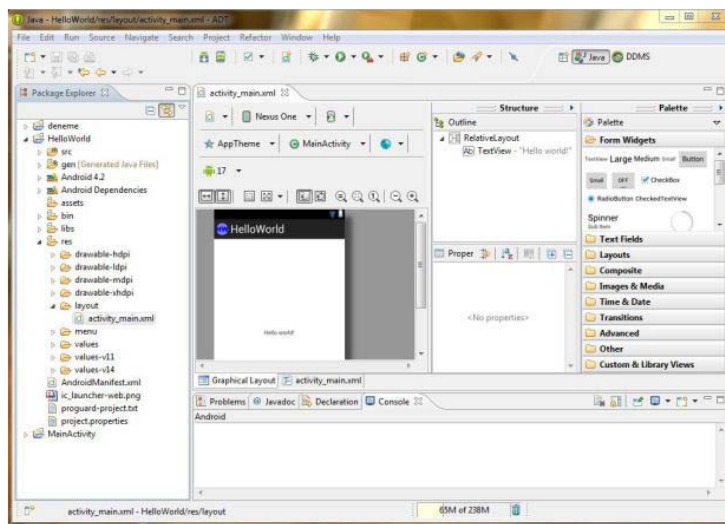 Java - HelloWorld/res/layout/activity_main.xml - ADT
File Edit Run Source Navigate Search Project Refactor Window Help
Java DDMS
Package Explorer
deneme
HelloWorld
src
gen [Generated Java Files]
Android 4.2
Android Dependencies
assets
bin
libs
res
drawable-hdpi
drawable-ldpi
drawable-mdpi
drawable-xhdpi
layout
activity_main.xml
menu
values
values-v11
values-v14
AndroidManifest.xml
ic_launcher-web.png
proguard-project.txt
project.properties
MainActivity
activity_main.xml
Nexus One
AppTheme MainActivity
17
HelloWorld
Hello world!
Graphical Layout activity_main.xml
Structure
Outline
RelativeLayout
Ab TextView - "Hello world!"
Proper
<No properties>
Palette
Palette
Form Widgets
TextView Large Medium Small Button
Small OFF CheckBox
RadioButton CheckedTextView
Spinner
Sub Item
Text Fields
Layouts
Composite
Images & Media
Time & Date
Transitions
Advanced
Other
Custom & Library Views
Problems Javadoc Declaration Console
Android
activity_main.xml - HelloWorld/res/layout
65M of 238M